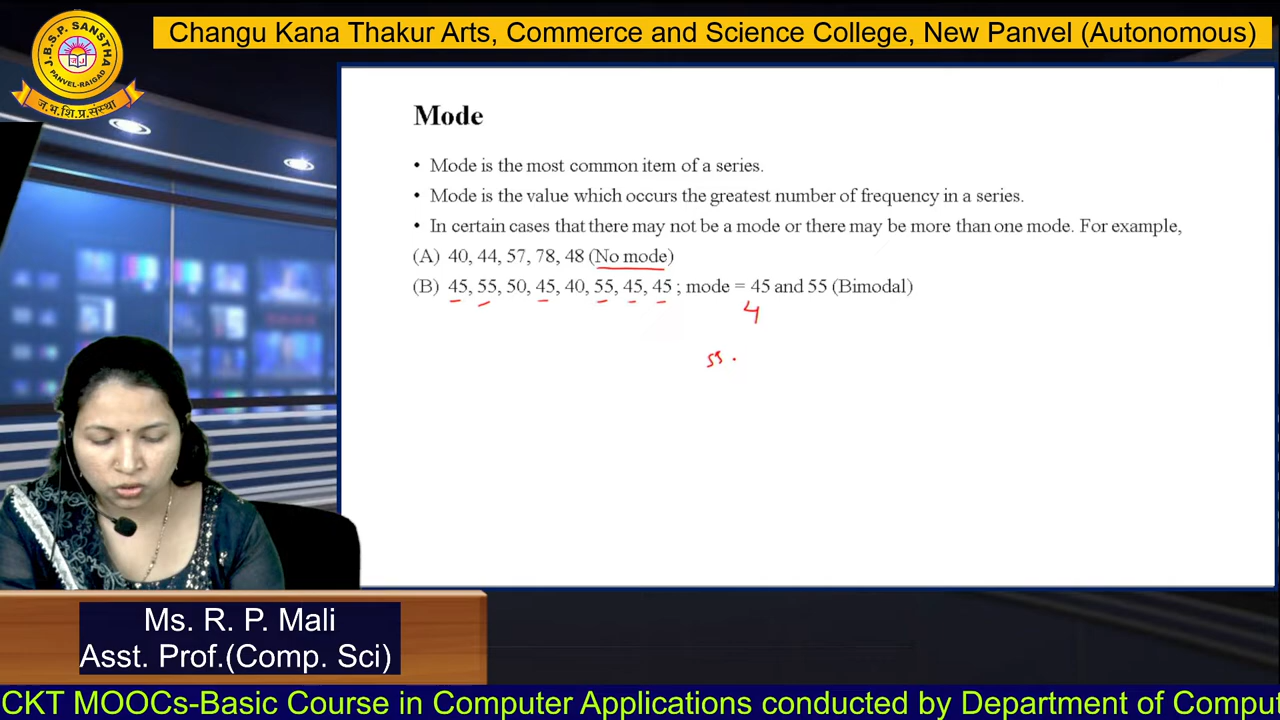 Changu Kana Thakur Arts, Commerce and Science College, New Panvel (Autonomous)
J.B.S.P. SANSTHA
PANVEL-RAIGAD
ज.भ.शि.प्र.संस्था
Mode
• Mode is the most common item of a series.
• Mode is the value which occurs the greatest number of frequency in a series.
• In certain cases that there may not be a mode or there may be more than one mode. For example,
(A) 40, 44, 57, 78, 48 (No mode)
(B) 45, 55, 50, 45, 40, 55, 45, 45 ; mode = 45 and 55 (Bimodal)
4
55 .
Ms. R. P. Mali
Asst. Prof.(Comp. Sci)
CKT MOOCs-Basic Course in Computer Applications conducted by Department of Comput